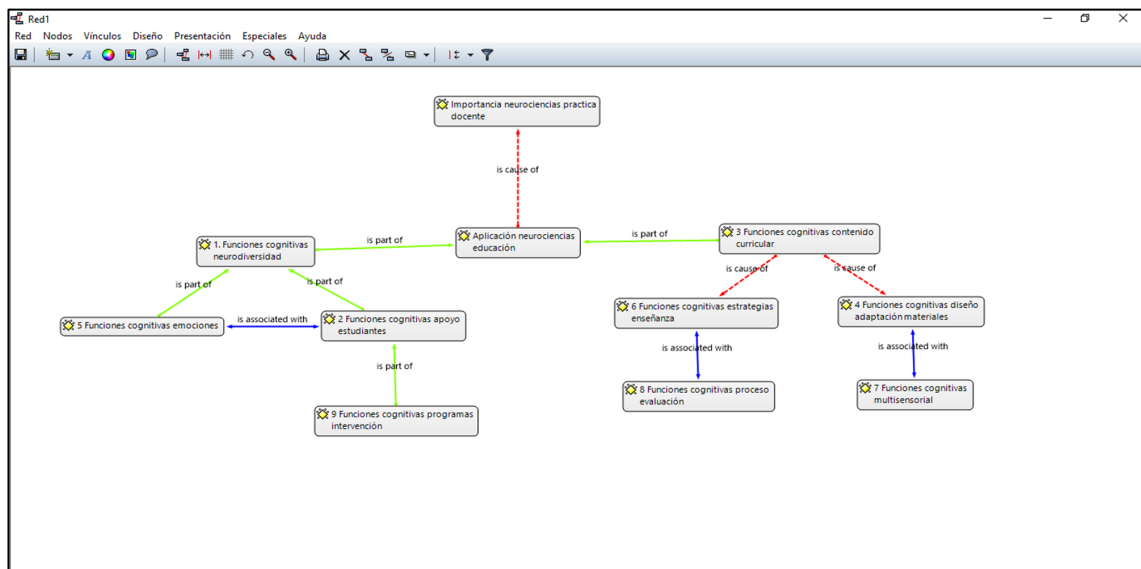 Red1
Red Nodos Vínculos Diseño Presentación Especiales Ayuda
Importancia neurociencias practica
docente
is cause of
Aplicación neurociencias
educación
1. Funciones cognitivas
neurodiversidad
is part of
is part of
3 Funciones cognitivas contenido
curricular
is part of
is part of
is cause of
is cause of
5 Funciones cognitivas emociones
is associated with
2 Funciones cognitivas apoyo
estudiantes
6 Funciones cognitivas estrategias
enseñanza
4 Funciones cognitivas diseño
adaptación materiales
is part of
is associated with
is associated with
9 Funciones cognitivas programas
intervención
8 Funciones cognitivas proceso
evaluación
7 Funciones cognitivas
multisensorial